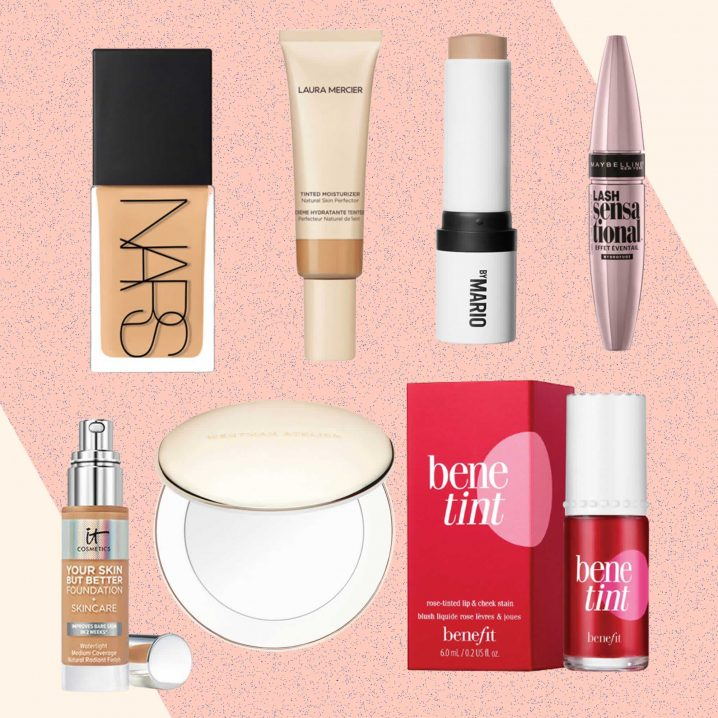 NARS
LAURA MERCIER
TINTED MOISTURIZER
Natural Skin Perfector
CRÈME HYDRATANTE TEINTÉE
Perfecteur Naturel de Teint
BY MARIO
MAYBELLINE
NEW YORK
LASH
sensa
tional
EFFET ÉVENTAIL
HYDROFUGE
it
COSMETICS
YOUR SKIN
BUT BETTER
FOUNDATION
+
SKINCARE
IMPROVES BARE SKIN
IN 2 WEEKS*
Weightless
Medium Coverage
Natural Radiant Finish
WESTMAN ATELIER
bene
tint
rose-tinted lip & cheek stain
blush liquide rose lèvres & joues
benefit
6.0 mL / 0.2 US fl. oz.
bene
tint
benefit